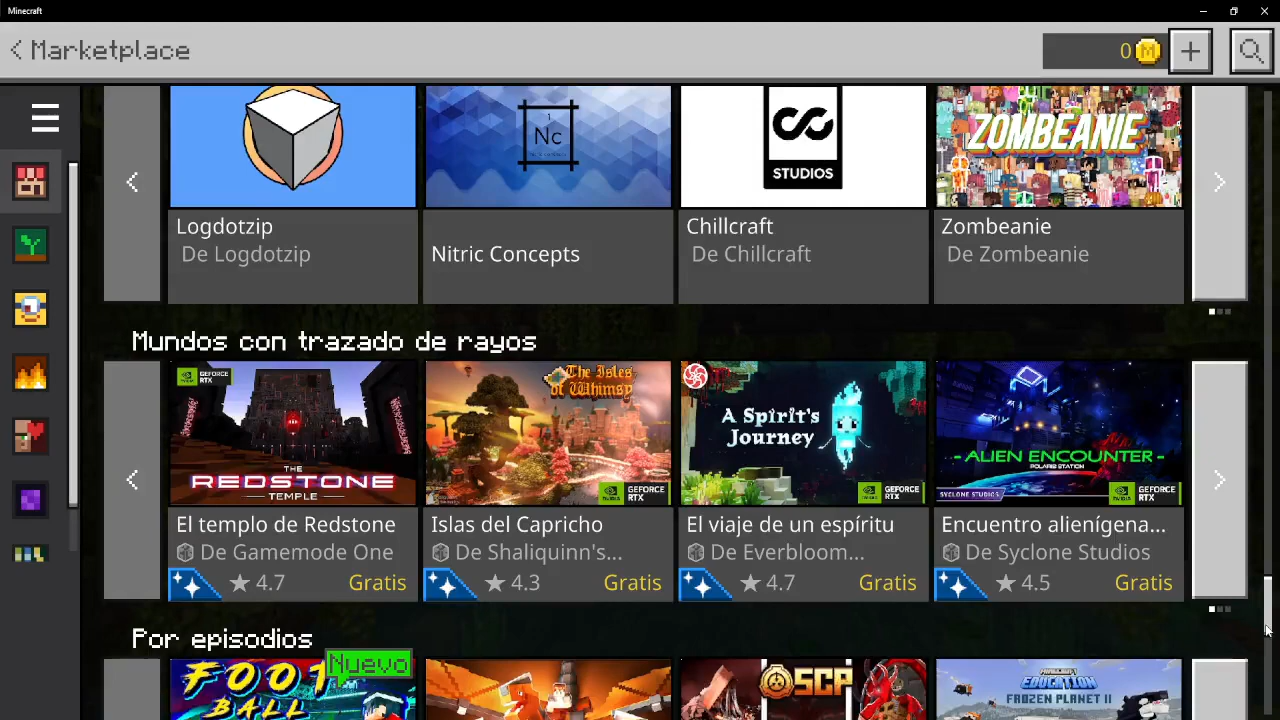 Minecraft
Marketplace
0
Logdotzip
De Logdotzip
1
Nc
Nitric Concepts
STUDIOS
Chillcraft
De Chillcraft
ZOMBEANIE
Zombeanie
De Zombeanie
Mundos con trazado de rayos
GEFORCE
RTX
THE
REDSTONE
TEMPLE
El templo de Redstone
De Gamemode One
4.7
Gratis
The Isles
of Whimsy
GEFORCE
RTX
Islas del Capricho
De Shaliquinn's...
4.3
Gratis
A Spirit's
Journey
GEFORCE
RTX
El viaje de un espíritu
De Everbloom...
4.7
Gratis
- ALIEN ENCOUNTER -
POLARIS STATION
SYCLONE STUDIOS
GEFORCE
RTX
Encuentro alienígena...
De Syclone Studios
4.5
Gratis
Por episodios
Nuevo
FOOT
BALL
SCP
MINECRAFT
EDUCATION
FROZEN PLANET II